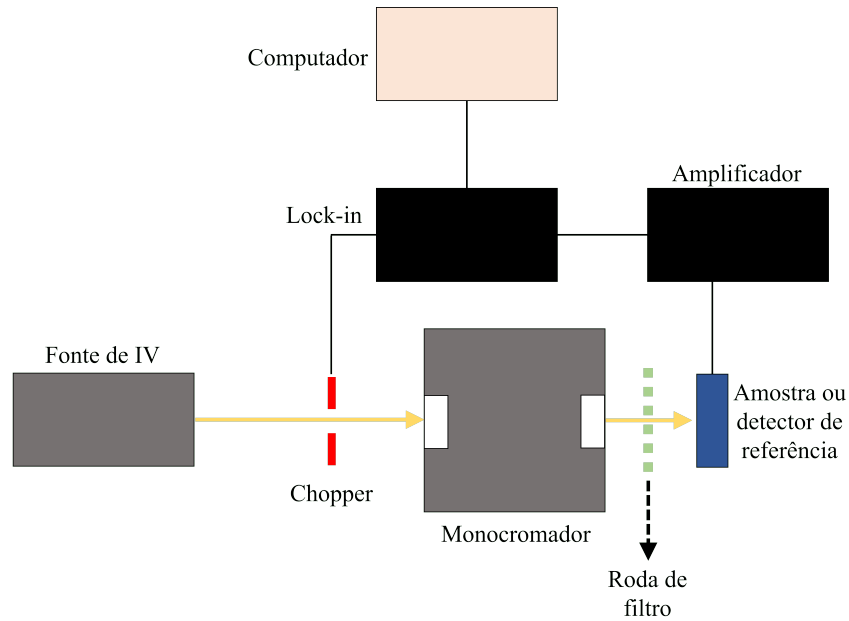 Computador
Amplificador
Lock-in
Fonte de IV
Amostra ou
detector de
referência
Chopper
Monocromador
Roda de
filtro